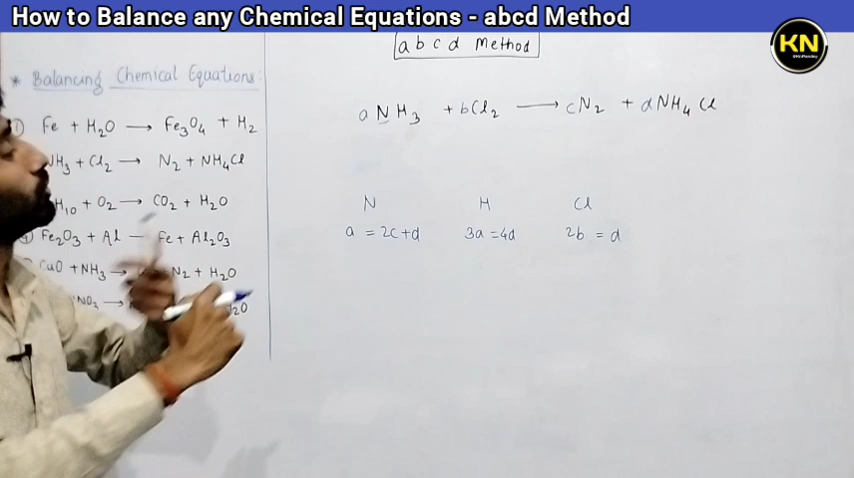 How to Balance any Chemical Equations - abcd Method
KN
a b c d Method
* Balancing Chemical Equations:
Fe + H₂O ⟶ Fe₃O₄ + H₂
NH₃ + Cl₂ ⟶ N₂ + NH₄Cl
H₁₀ + O₂ ⟶ CO₂ + H₂O
Fe₂O₃ + Al — Fe + Al₂O₃
CuO + NH₃ ⟶ N₂ + H₂O
NO₃ ⟶ ₂O
aNH₃ + bCl₂ ⟶ cN₂ + dNH₄Cl
N H Cl
a = 2c+d 3a = 4d 2b = d